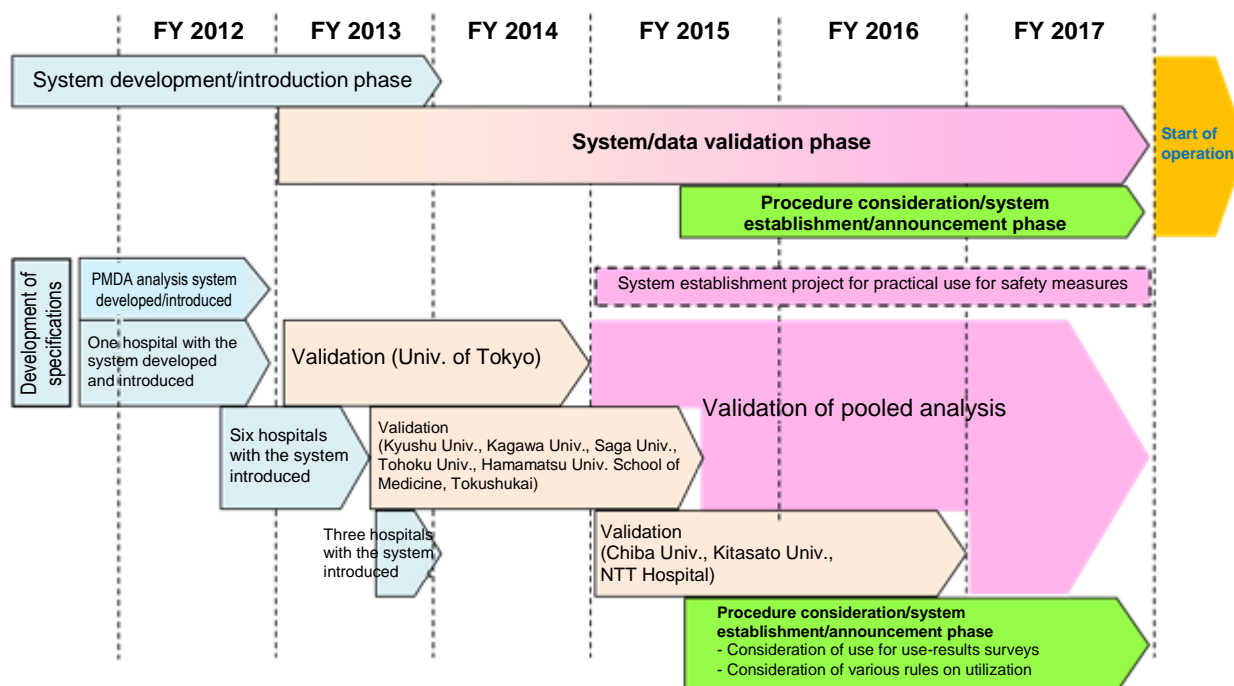 FY 2012 FY 2013 FY 2014 FY 2015 FY 2016 FY 2017
System development/introduction phase
System/data validation phase
Start of
operation
Procedure consideration/system
establishment/announcement phase
Development of
specifications
PMDA analysis system
developed/introduced
System establishment project for practical use for safety measures
One hospital with the
system developed
and introduced
Validation (Univ. of Tokyo)
Validation of pooled analysis
Six hospitals
with the system
introduced
Validation
(Kyushu Univ., Kagawa Univ., Saga Univ.,
Tohoku Univ., Hamamatsu Univ. School of
Medicine, Tokushukai)
Three hospitals
with the system
introduced
Validation
(Chiba Univ., Kitasato Univ.,
NTT Hospital)
Procedure consideration/system
establishment/announcement phase
- Consideration of use for use-results surveys
- Consideration of various rules on utilization